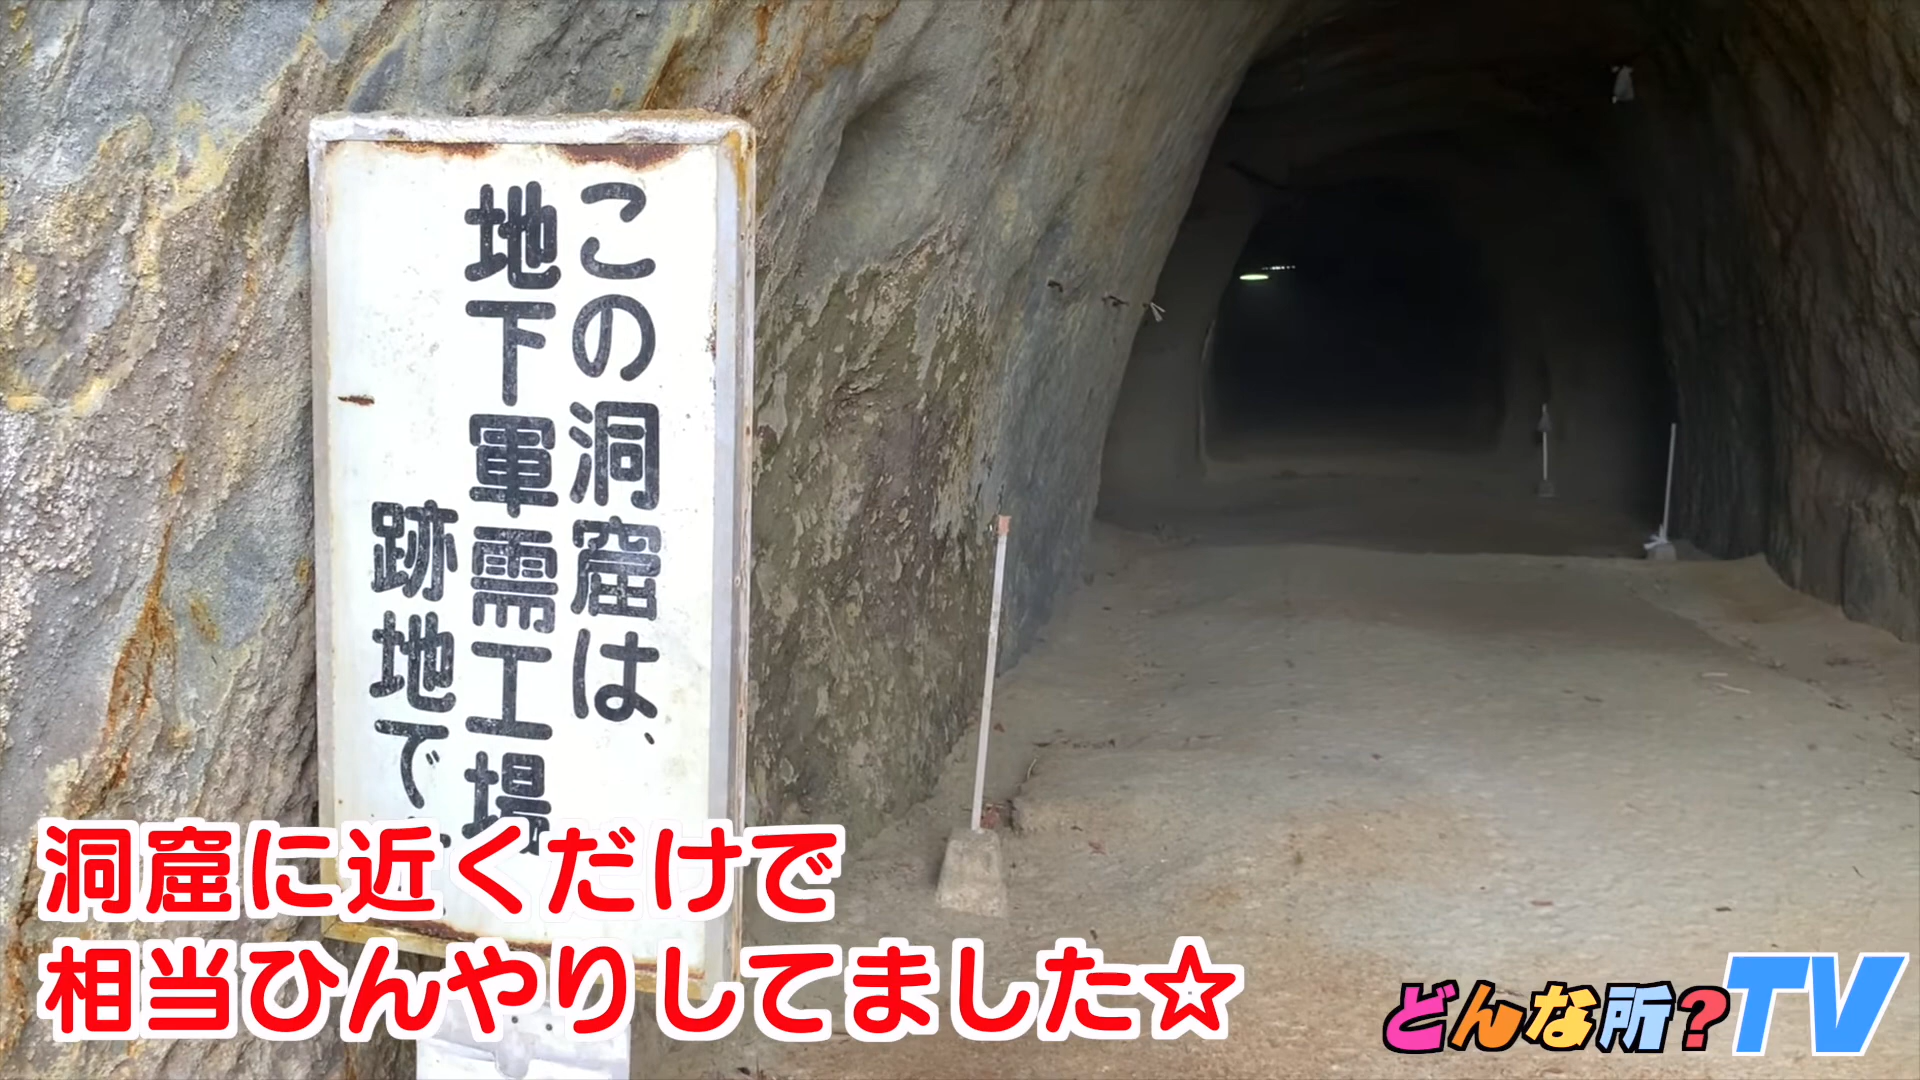 この洞窟は、
地下軍需工場
跡地で
洞窟に近くだけで
相当ひんやりしてました☆
どんな所?TV